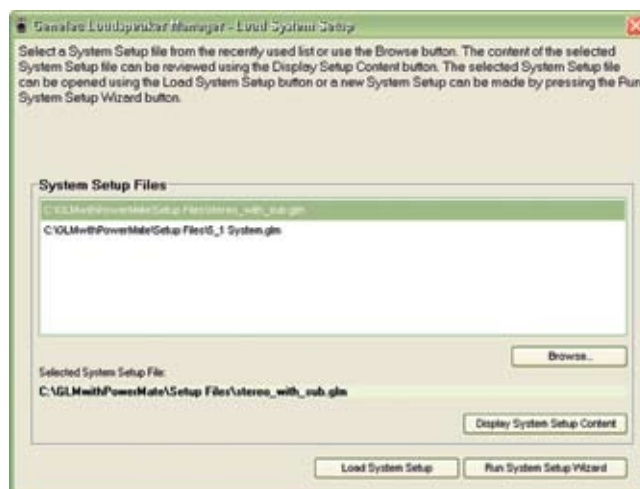 Genelec Loudspeaker Manager - Load System Setup
Select a System Setup file from the recently used list or use the Browse button. The content of the selected
System Setup file can be reviewed using the Display Setup Content button. The selected System Setup file
can be opened using the Load System Setup button or a new System Setup can be made by pressing the Run
System Setup Wizard button.
System Setup Files
C:\GLMwithPowerMate\Setup Files\stereo_with_sub.glm
C:\GLMwithPowerMate\Setup Files\5_1 System.glm
Browse...
Selected System Setup File:
C:\GLMwithPowerMate\Setup Files\stereo_with_sub.glm
Display System Setup Content
Load System Setup
Run System Setup Wizard